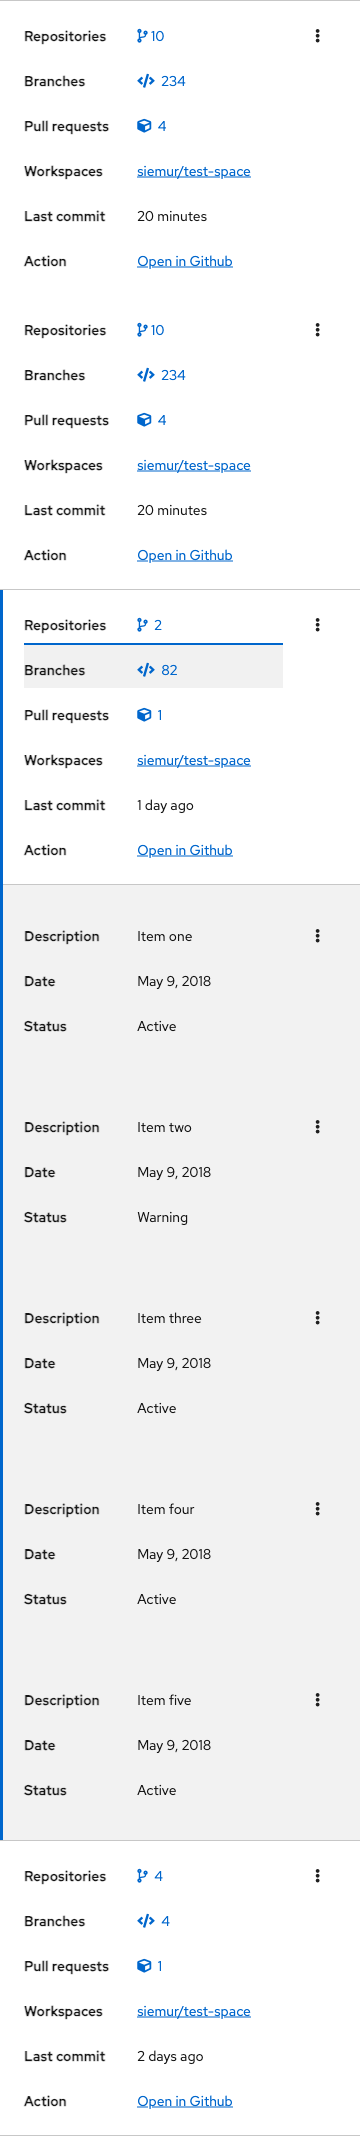 Repositories 10
Branches 234
Pull requests 4
Workspaces siemur/test-space
Last commit 20 minutes
Action Open in Github
Repositories 10
Branches 234
Pull requests 4
Workspaces siemur/test-space
Last commit 20 minutes
Action Open in Github
Repositories 2
Branches 82
Pull requests 1
Workspaces siemur/test-space
Last commit 1 day ago
Action Open in Github
Description Item one
Date May 9, 2018
Status Active
Description Item two
Date May 9, 2018
Status Warning
Description Item three
Date May 9, 2018
Status Active
Description Item four
Date May 9, 2018
Status Active
Description Item five
Date May 9, 2018
Status Active
Repositories 4
Branches 4
Pull requests 1
Workspaces siemur/test-space
Last commit 2 days ago
Action Open in Github